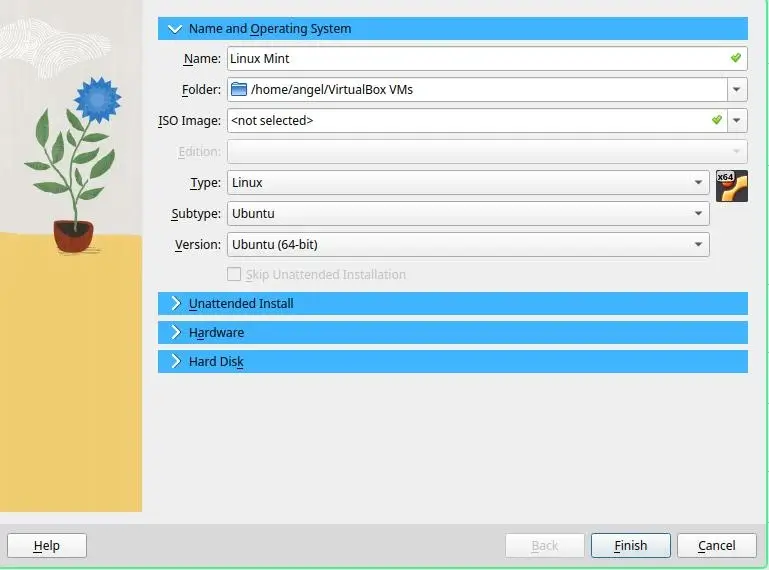 Name and Operating System
Name: Linux Mint
Folder: /home/angel/VirtualBox VMs
ISO Image: <not selected>
Edition:
Type: Linux
x64
Subtype: Ubuntu
Version: Ubuntu (64-bit)
Skip Unattended Installation
Unattended Install
Hardware
Hard Disk
Help Back Finish Cancel